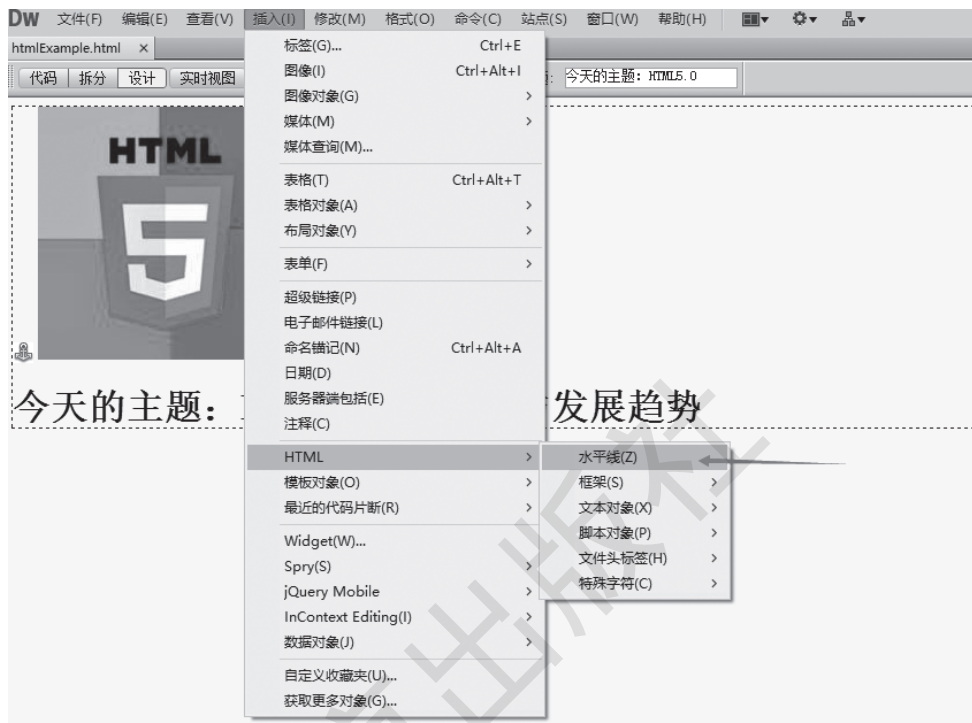 DW 文件(F) 编辑(E) 查看(V) 插入(I) 修改(M) 格式(O) 命令(C) 站点(S) 窗口(W) 帮助(H)
htmlExample.html ×
代码 拆分 设计 实时视图 今天的主题: HTML5.0
HTML
5
今天的主题: 发展趋势
标签(G)... Ctrl+E
图像(I) Ctrl+Alt+I
图像对象(G) >
媒体(M) >
媒体查询(M)...
表格(T) Ctrl+Alt+T
表格对象(A) >
布局对象(Y) >
表单(F) >
超级链接(P)
电子邮件链接(L)
命名锚记(N) Ctrl+Alt+A
日期(D)
服务器端包括(E)
注释(C)
HTML >
模板对象(O) >
最近的代码片断(R) >
Widget(W)...
Spry(S) >
jQuery Mobile >
InContext Editing(I) >
数据对象(J) >
自定义收藏夹(U)...
获取更多对象(G)...
水平线(Z)
框架(S) >
文本对象(X) >
脚本对象(P) >
文件头标签(H) >
特殊字符(C) >
出版社